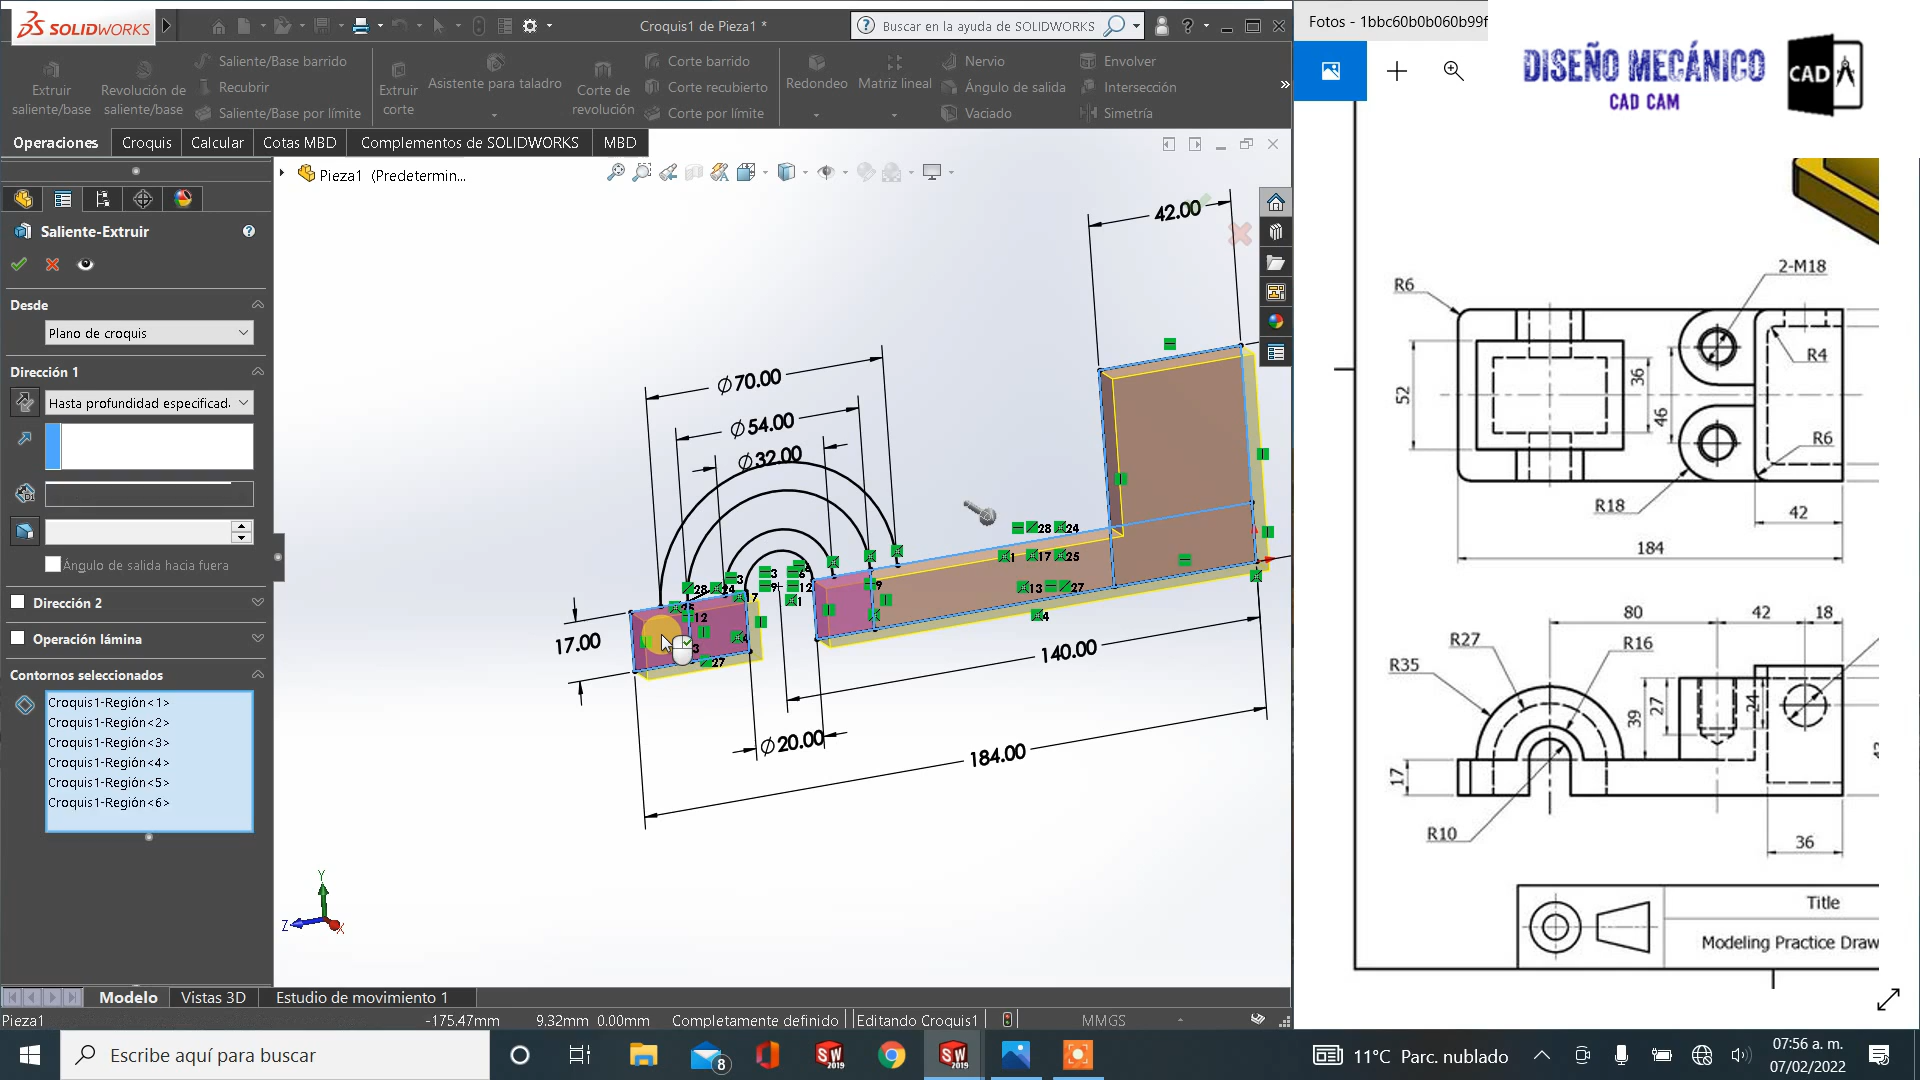 SOLIDWORKS
Croquis1 de Pieza1 *
Buscar en la ayuda de SOLIDWORKS
Fotos - 1bbc60b0b060b99f
DISEÑO MECÁNICO
CAD CAM
CAD
Extruir saliente/base
Revolución de saliente/base
Saliente/Base barrido
Recubrir
Saliente/Base por límite
Extruir corte
Asistente para taladro
Corte de revolución
Corte barrido
Corte recubierto
Corte por límite
Redondeo
Matriz lineal
Nervio
Ángulo de salida
Vaciado
Envolver
Intersección
Simetría
Operaciones
Croquis
Calcular
Cotas MBD
Complementos de SOLIDWORKS
MBD
Pieza1 (Predetermin...
Saliente-Extruir
Desde
Plano de croquis
Dirección 1
Hasta profundidad especificad.
Ángulo de salida hacia fuera
Dirección 2
Operación lámina
Contornos seleccionados
Croquis1-Región<1>
Croquis1-Región<2>
Croquis1-Región<3>
Croquis1-Región<4>
Croquis1-Región<5>
Croquis1-Región<6>
42.00
∅70.00
∅54.00
∅32.00
17.00
140.00
∅20.00
184.00
Y
Z
X
R6
2-M18
R4
36
52
46
R6
R18
42
184
80
42
18
R27
R16
R35
39
27
24
17
R10
36
Title
Modeling Practice Draw
Modelo
Vistas 3D
Estudio de movimiento 1
Pieza1
-175.47mm
9.32mm 0.00mm
Completamente definido
Editando Croquis1
MMGS
Escribe aquí para buscar
8
SW 2019
SW 2019
11°C Parc. nublado
07:56 a. m.
07/02/2022